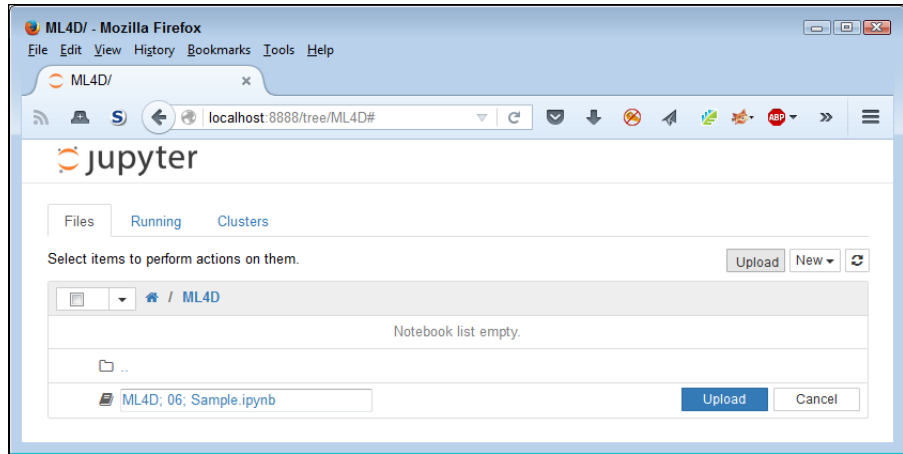 ML4D/ - Mozilla Firefox
File Edit View History Bookmarks Tools Help
ML4D/ ×
S localhost:8888/tree/ML4D# ABP »
jupyter
Files Running Clusters
Select items to perform actions on them. Upload New
/ ML4D
Notebook list empty.
..
ML4D; 06; Sample.ipynb Upload Cancel